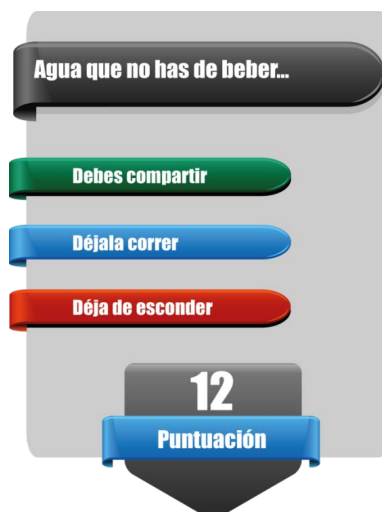 Agua que no has de beber...
Debes compartir
Déjala correr
Déja de esconder
12
Puntuación